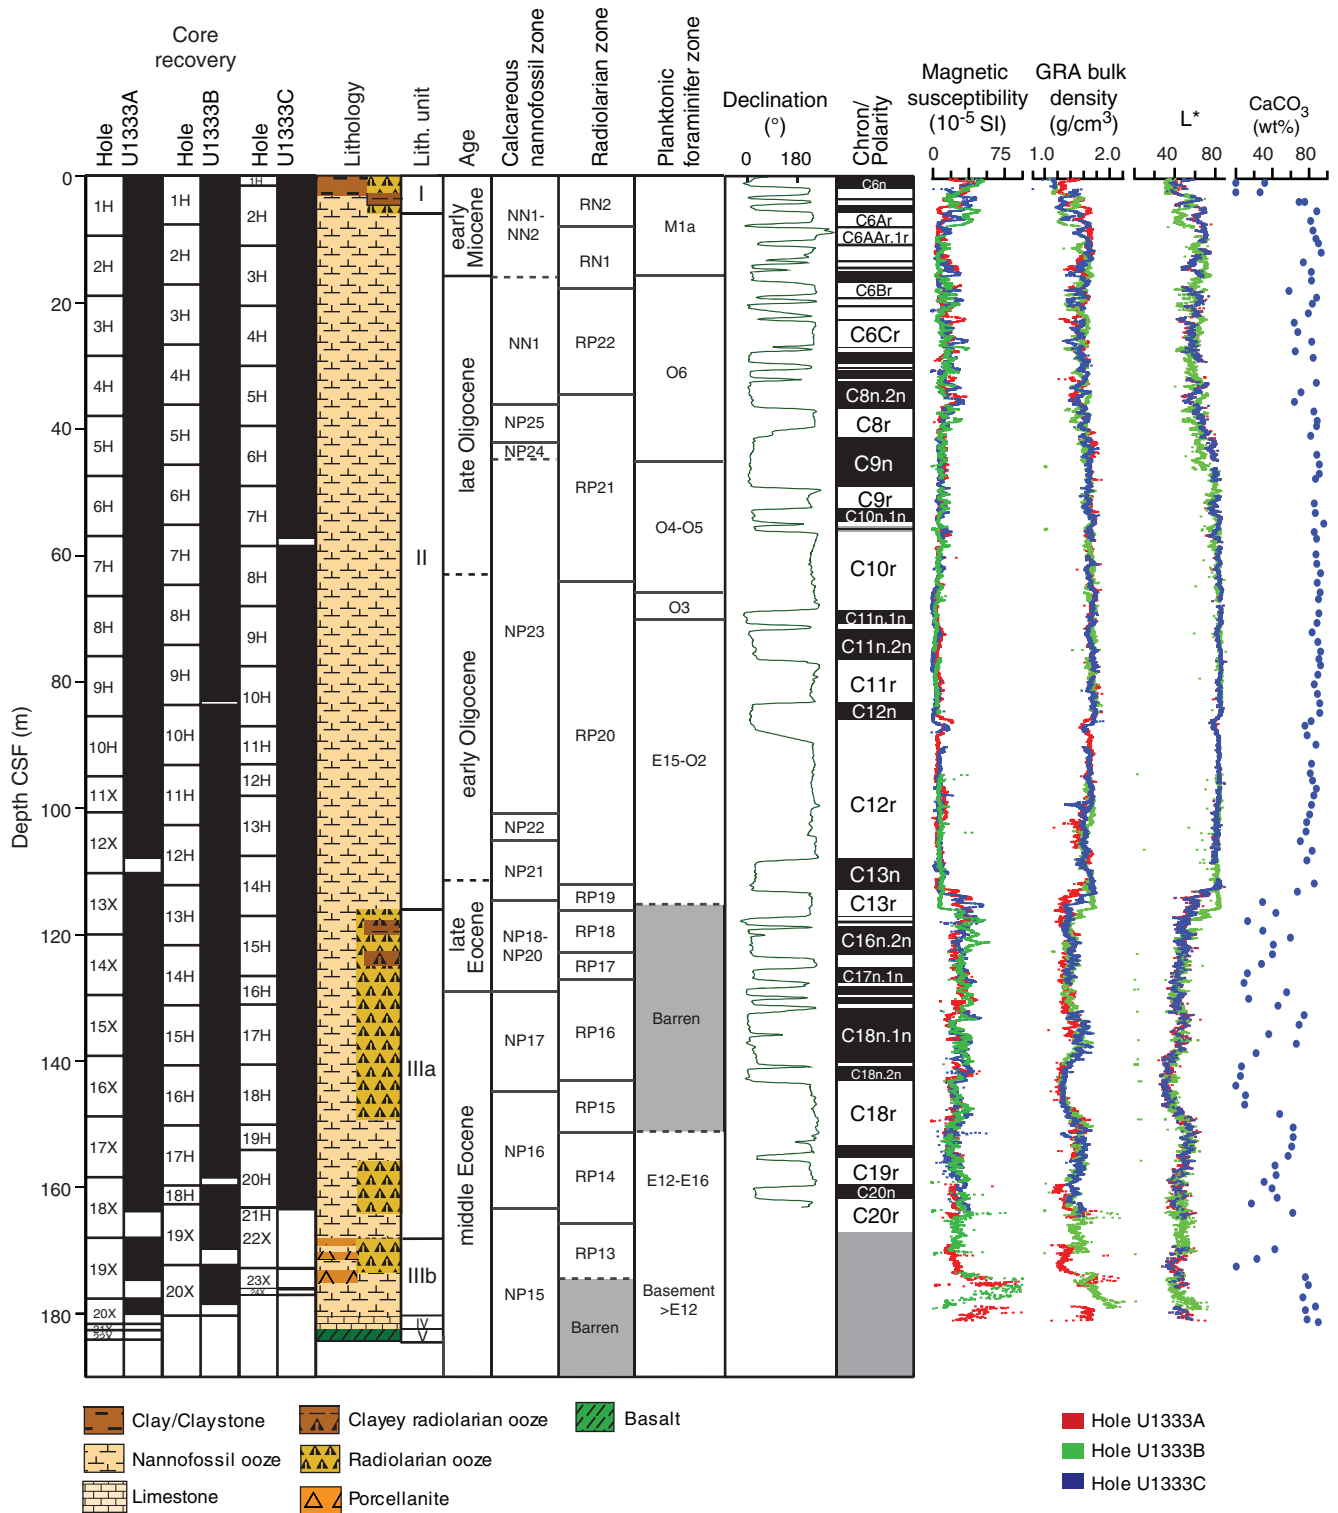 Core
recovery
Hole
U1333A
Hole
U1333B
Hole
U1333C
Lithology
Lith. unit
Age
Calcareous
nannofossil zone
Radiolarian zone
Planktonic
foraminifer zone
Declination
(°)
0 180
Chron/
Polarity
Magnetic
susceptibility
(10⁻⁵ SI)
0 75
GRA bulk
density
(g/cm³)
1.0 2.0
L*
40 80
CaCO₃
(wt%)
0 40 80
Depth CSF (m)
0
20
40
60
80
100
120
140
160
180
1H
2H
3H
4H
5H
6H
7H
8H
9H
10H
11X
12X
13X
14X
15X
16X
17X
18X
19X
20X
21X
22X
1H
2H
3H
4H
5H
6H
7H
8H
9H
10H
11H
12H
13H
14H
15H
16H
17H
18H
19X
20X
1H
2H
3H
4H
5H
6H
7H
8H
9H
10H
11H
12H
13H
14H
15H
16H
17H
18H
19H
20H
21H
22X
23X
24X
I
II
IIIa
IIIb
IV
V
early
Miocene
late Oligocene
early Oligocene
late
Eocene
middle Eocene
NN1-
NN2
NN1
NP25
NP24
NP23
NP22
NP21
NP18-
NP20
NP17
NP16
NP15
RN2
RN1
RP22
RP21
RP20
RP19
RP18
RP17
RP16
RP15
RP14
RP13
Barren
M1a
O6
O4-O5
O3
E15-O2
Barren
E12-E16
Basement
>E12
C6n
C6Ar
C6AAr.1r
C6Br
C6Cr
C8n.2n
C8r
C9n
C9r
C10n.1n
C10r
C11n.1n
C11n.2n
C11r
C12n
C12r
C13n
C13r
C16n.2n
C17n.1n
C18n.1n
C18n.2n
C18r
C19r
C20n
C20r
Clay/Claystone
Nannofossil ooze
Limestone
Clayey radiolarian ooze
Radiolarian ooze
Porcellanite
Basalt
Hole U1333A
Hole U1333B
Hole U1333C